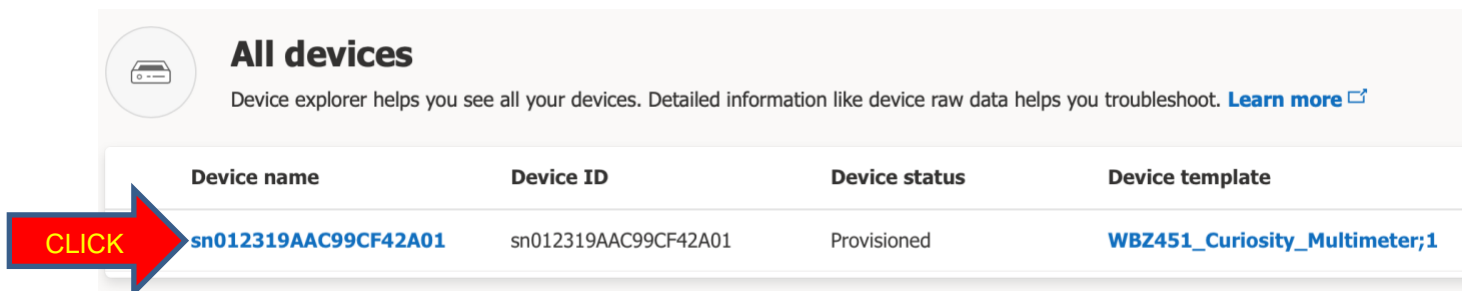 All devices
Device explorer helps you see all your devices. Detailed information like device raw data helps you troubleshoot. Learn more
Device name Device ID Device status Device template
CLICK sn012319AAC99CF42A01 sn012319AAC99CF42A01 Provisioned WBZ451_Curiosity_Multimeter;1